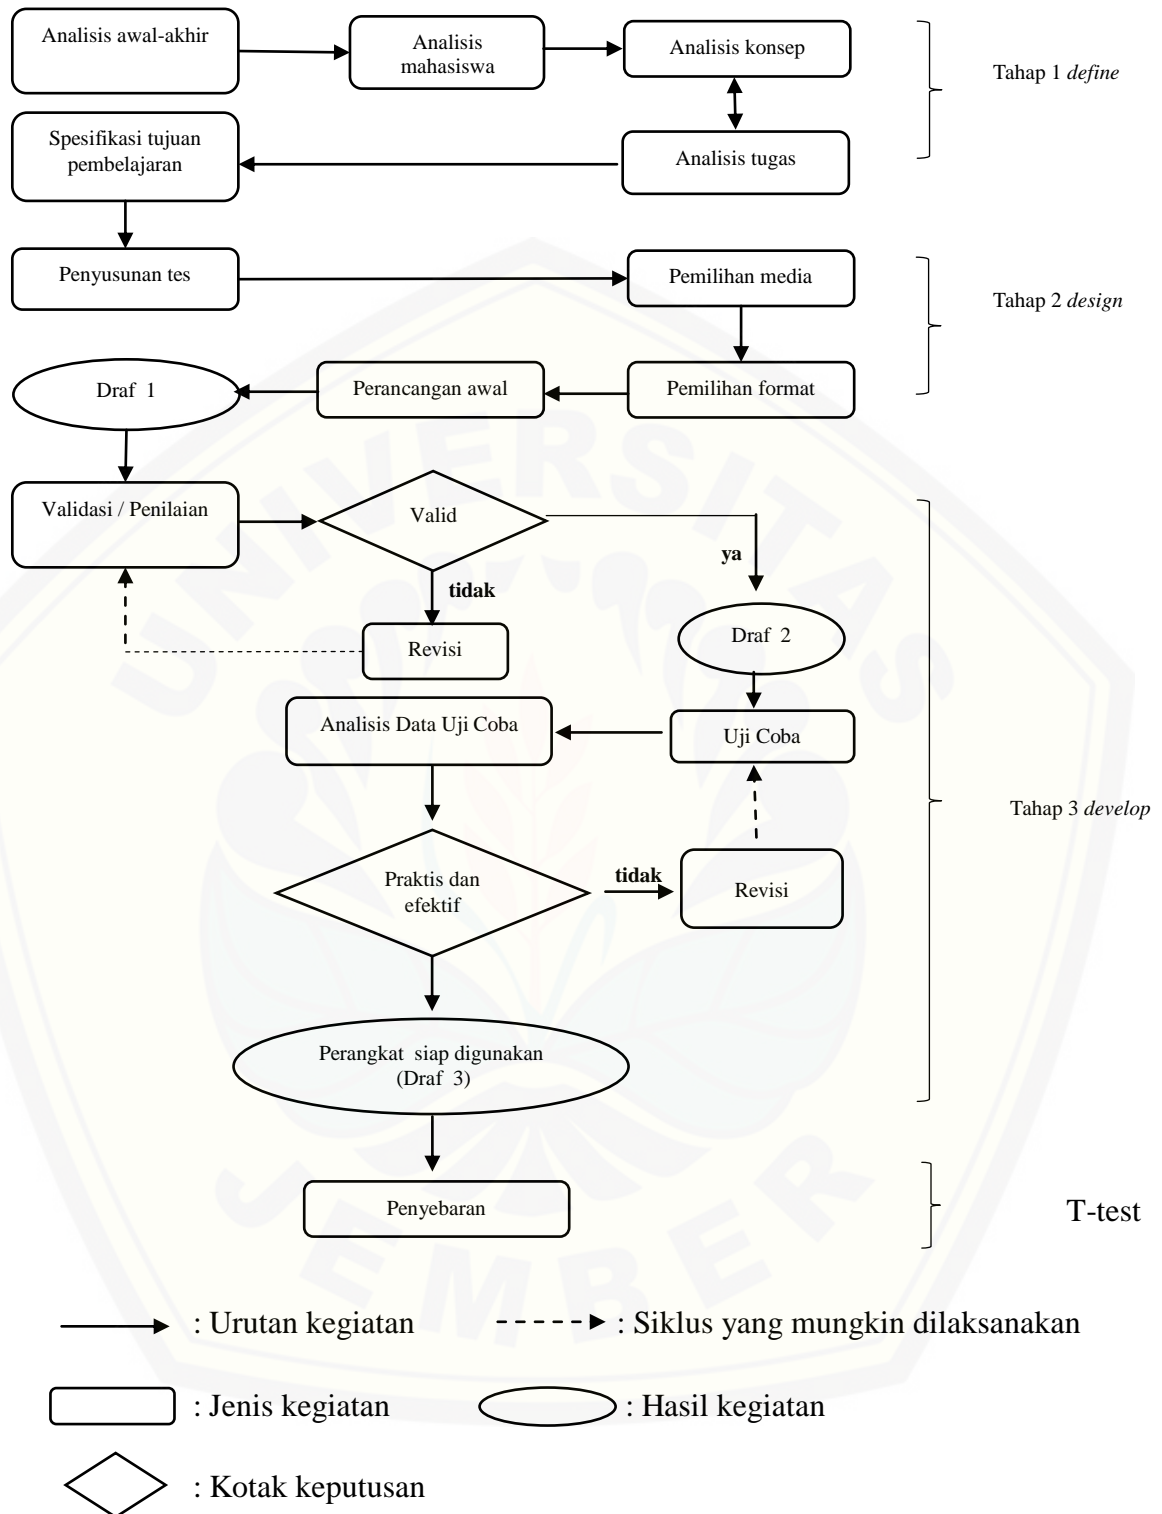 Analisis awal-akhir
Analisis
mahasiswa
Analisis konsep
Tahap 1 define
Spesifikasi tujuan
pembelajaran
Analisis tugas
Penyusunan tes
Pemilihan media
Tahap 2 design
Draf 1
Perancangan awal
Pemilihan format
Validasi / Penilaian
Valid
ya
tidak
Revisi
Draf 2
Analisis Data Uji Coba
Uji Coba
Tahap 3 develop
Praktis dan
efektif
tidak
Revisi
Perangkat siap digunakan
(Draf 3)
Penyebaran
T-test
: Urutan kegiatan
: Siklus yang mungkin dilaksanakan
: Jenis kegiatan
: Hasil kegiatan
: Kotak keputusan
UNIVERSITAS
JEMBER